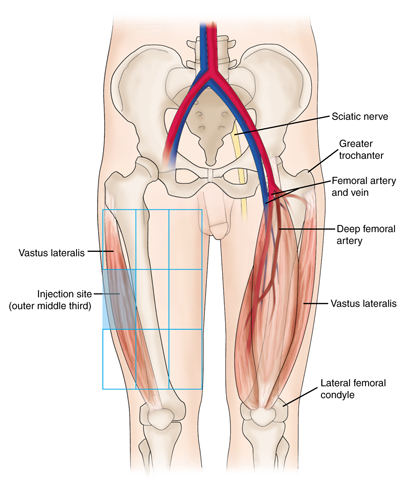 Sciatic nerve
Greater
trochanter
Femoral artery
and vein
Deep femoral
artery
Vastus lateralis
Injection site
(outer middle third)
Vastus lateralis
Lateral femoral
condyle